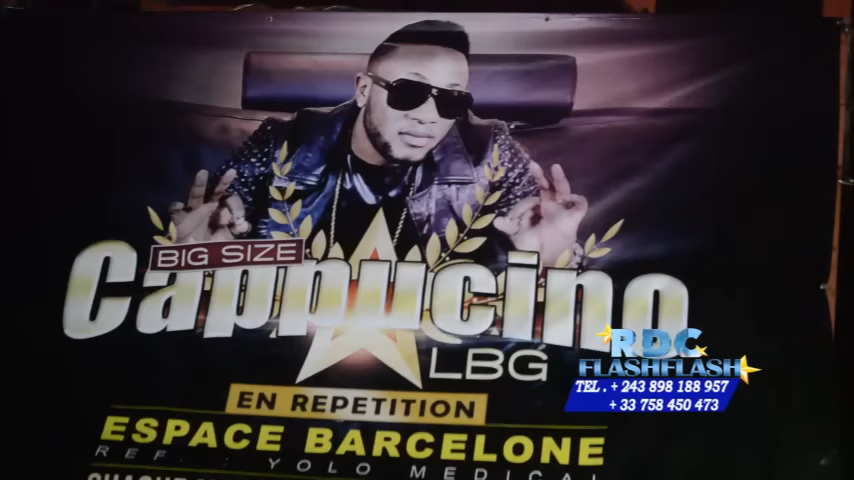 BIG SIZE
Cappucino
LBG
EN REPETITION
ESPACE BARCELONE
REF : YOLO MEDICAL
RDC
FLASHFLASH
TEL . + 243 898 188 957
+ 33 758 450 473